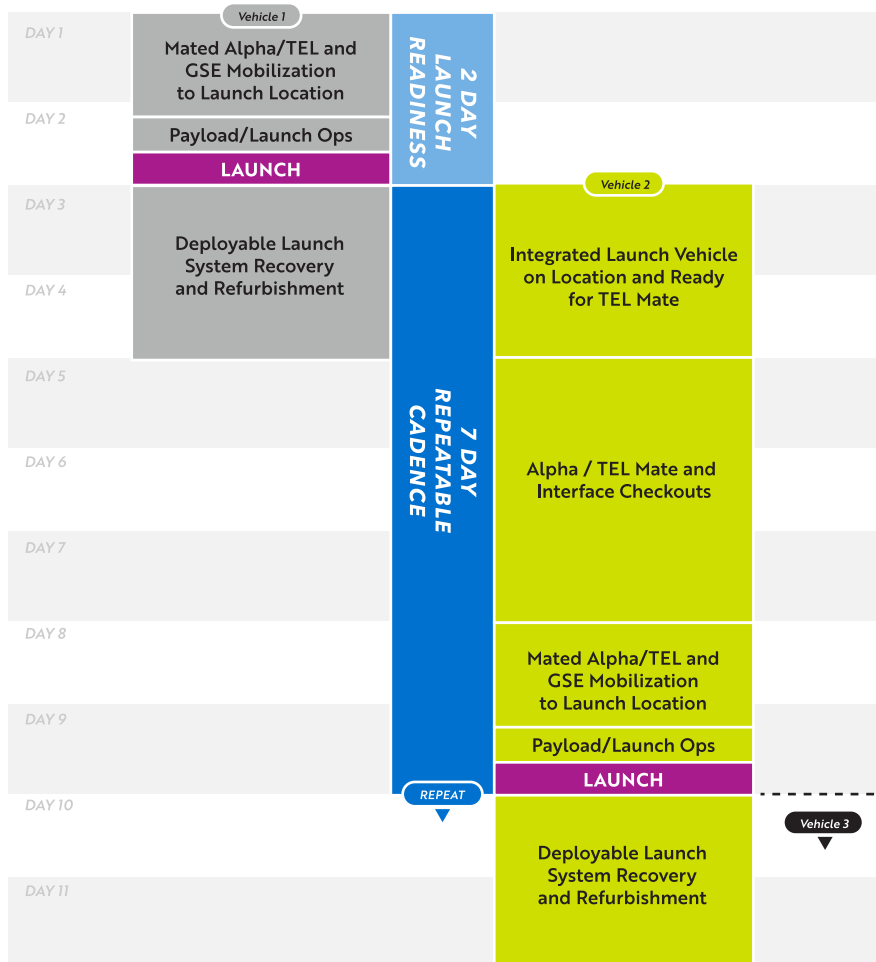 DAY 1
DAY 2
DAY 3
DAY 4
DAY 5
DAY 6
DAY 7
DAY 8
DAY 9
DAY 10
DAY 11
Vehicle 1
Mated Alpha/TEL and
GSE Mobilization
to Launch Location
Payload/Launch Ops
LAUNCH
Deployable Launch
System Recovery
and Refurbishment
2 DAY
LAUNCH
READINESS
7 DAY
REPEATABLE
CADENCE
REPEAT
Vehicle 2
Integrated Launch Vehicle
on Location and Ready
for TEL Mate
Alpha / TEL Mate and
Interface Checkouts
Mated Alpha/TEL and
GSE Mobilization
to Launch Location
Payload/Launch Ops
LAUNCH
Deployable Launch
System Recovery
and Refurbishment
Vehicle 3